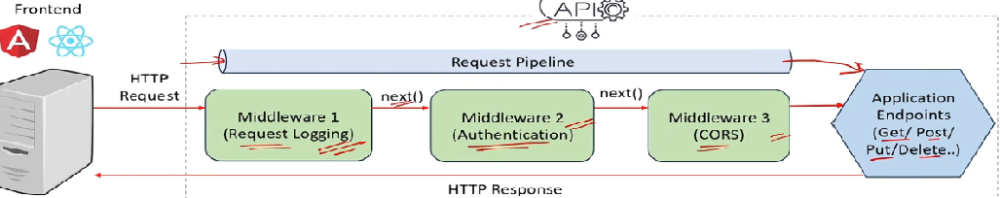 Frontend
API
A
Request Pipeline
HTTP
Request
next()
next()
Middleware 1
(Request Logging)
Middleware 2
(Authentication)
Middleware 3
(CORS)
Application
Endpoints
(Get/ Post/
Put/Delete..)
HTTP Response